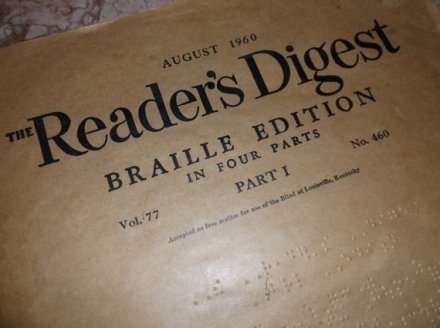 AUGUST 1960
THE Reader's Digest
BRAILLE EDITION
IN FOUR PARTS
Vol. 77 PART I No. 460
Accepted as free matter for use of the Blind at Louisville, Kentucky